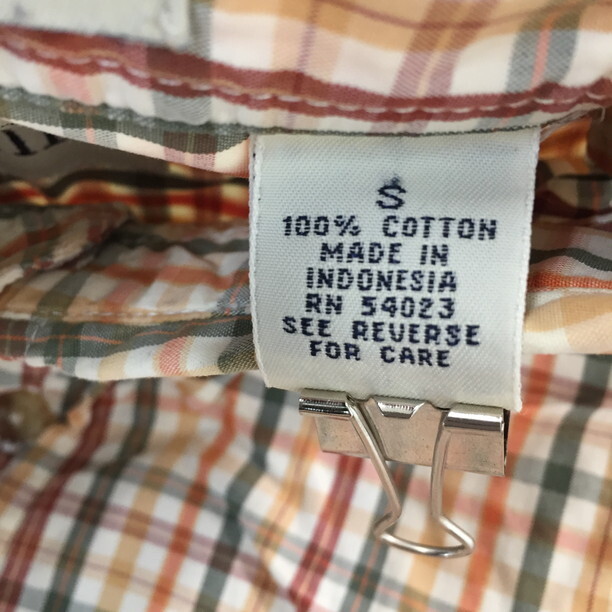 S
100% COTTON
MADE IN
INDONESIA
RN 54023
SEE REVERSE
FOR CARE